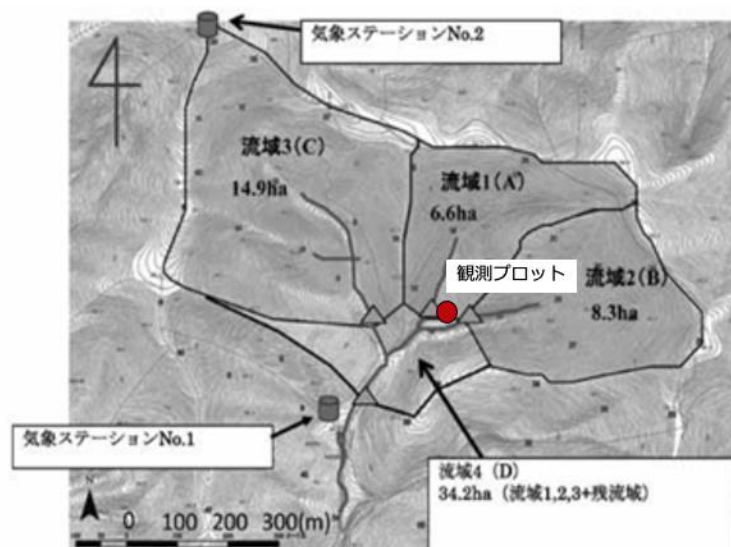 気象ステーションNo.2
流域3(C)
14.9ha
流域1(A)
6.6ha
観測プロット
流域2(B)
8.3ha
気象ステーションNo.1
流域4 (D)
34.2ha (流域1,2,3+残流域)
N
0 100 200 300(m)